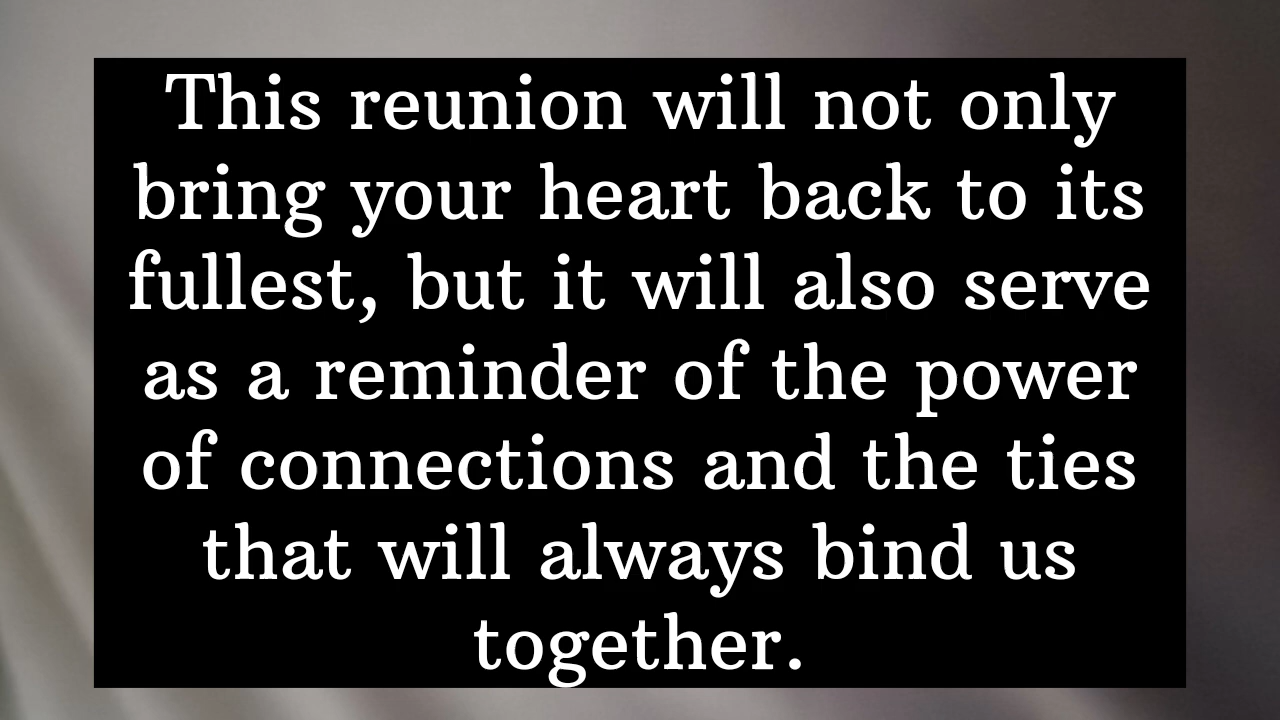 This reunion will not only
bring your heart back to its
fullest, but it will also serve
as a reminder of the power
of connections and the ties
that will always bind us
together.